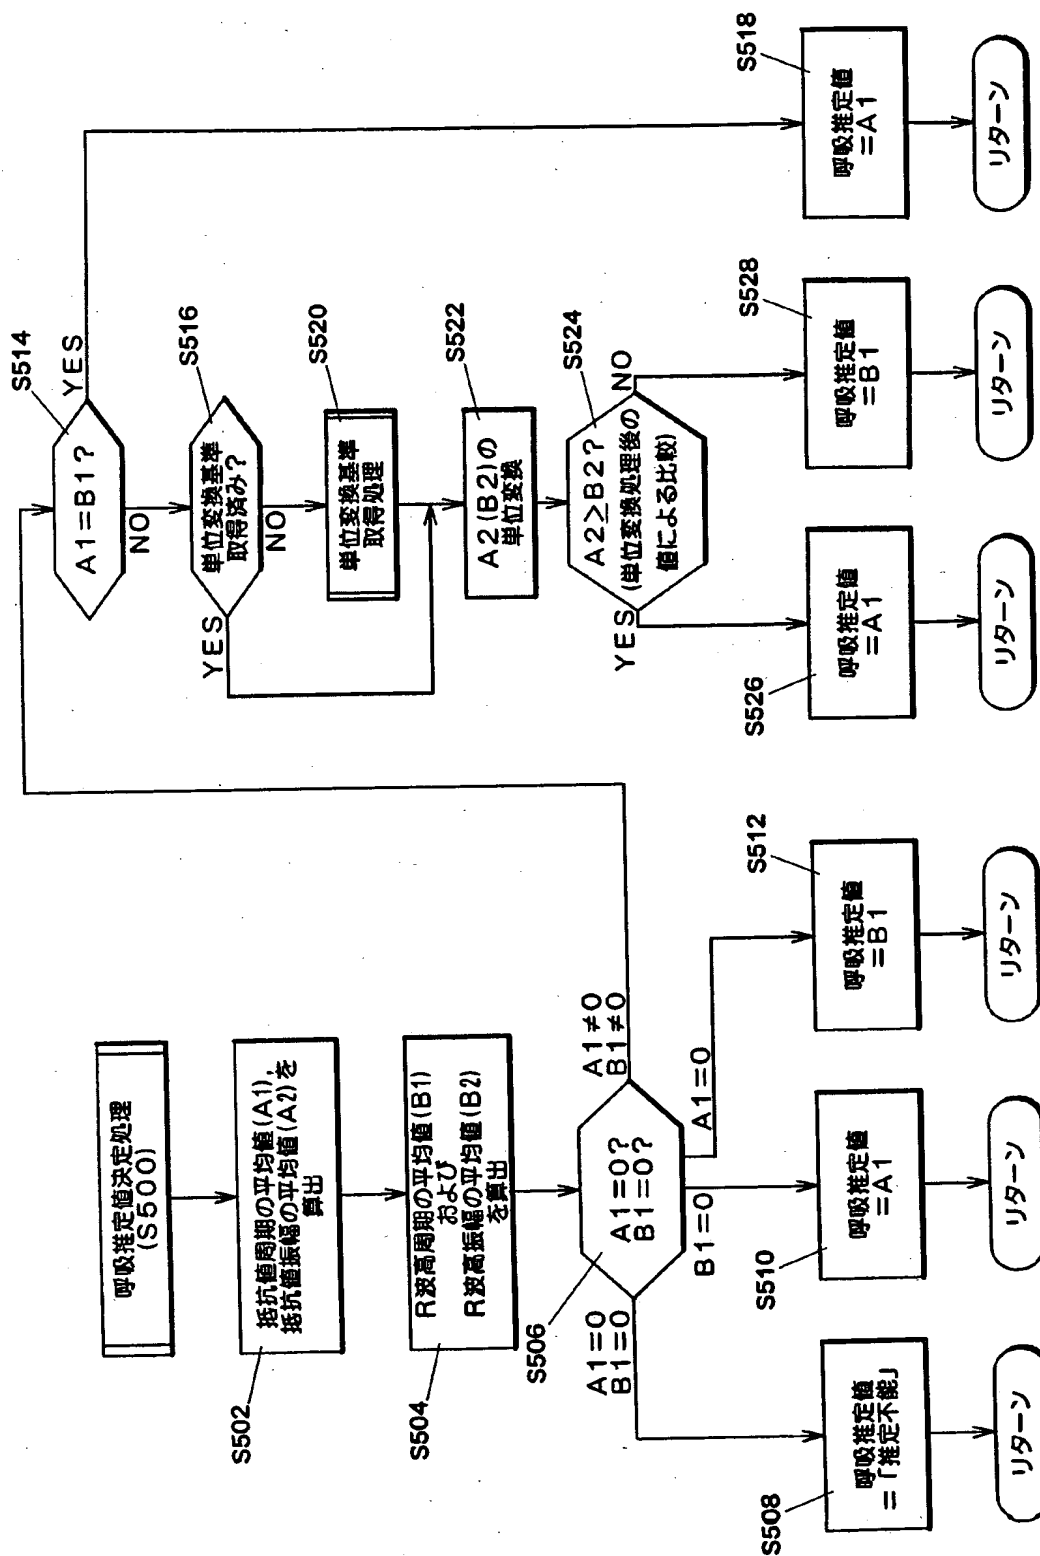 呼吸推定値決定処理
(S500)
S502
抵抗値周期の平均値(A1),
抵抗値振幅の平均値(A2)を
算出
S504
R波高周期の平均値(B1)
および
R波高振幅の平均値(B2)
を算出
S506
A1=0?
B1=0?
A1=0
B1=0
B1=0
A1=0
A1≠0
B1≠0
S508
呼吸推定値
=「推定不能」
リターン
S510
呼吸推定値
=A1
リターン
S512
呼吸推定値
=B1
リターン
S514
A1=B1?
YES
NO
S516
単位変換基準
取得済み?
YES
NO
S520
単位変換基準
取得処理
S522
A2(B2)の
単位変換
S524
A2≧B2?
(単位変換処理後の
値による比較)
YES
NO
S526
呼吸推定値
=A1
リターン
S528
呼吸推定値
=B1
リターン
S518
呼吸推定値
=A1
リターン